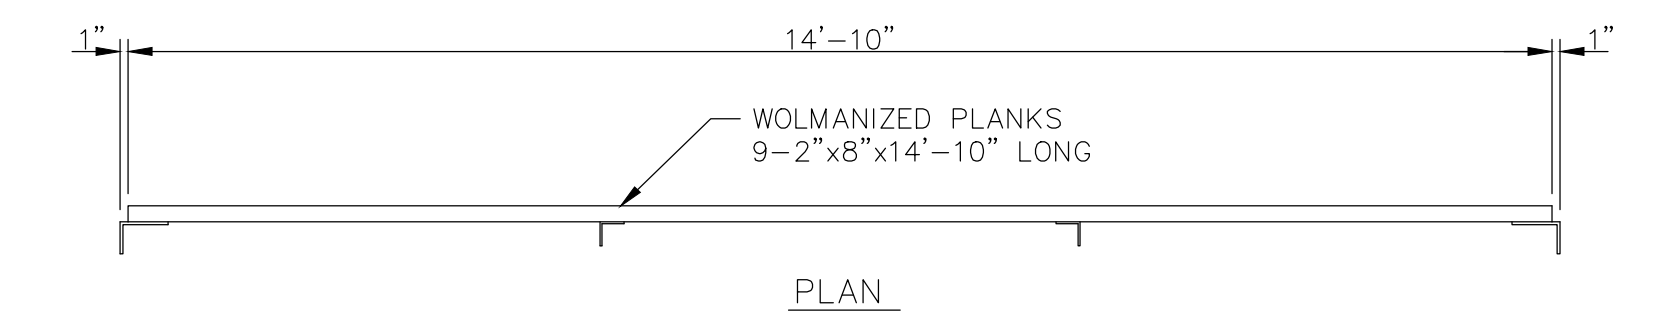 1” 14’-10” 1”
WOLMANIZED PLANKS
9-2”x8”x14’-10” LONG
PLAN